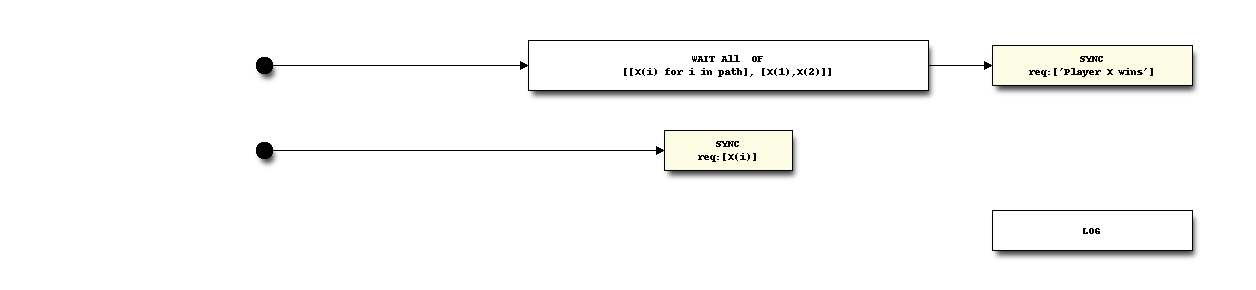 WAIT All OF
[[X(i) for i in path], [X(1),X(2)]]
SYNC
req:['Player X wins']
SYNC
req:[X(i)]
LOG